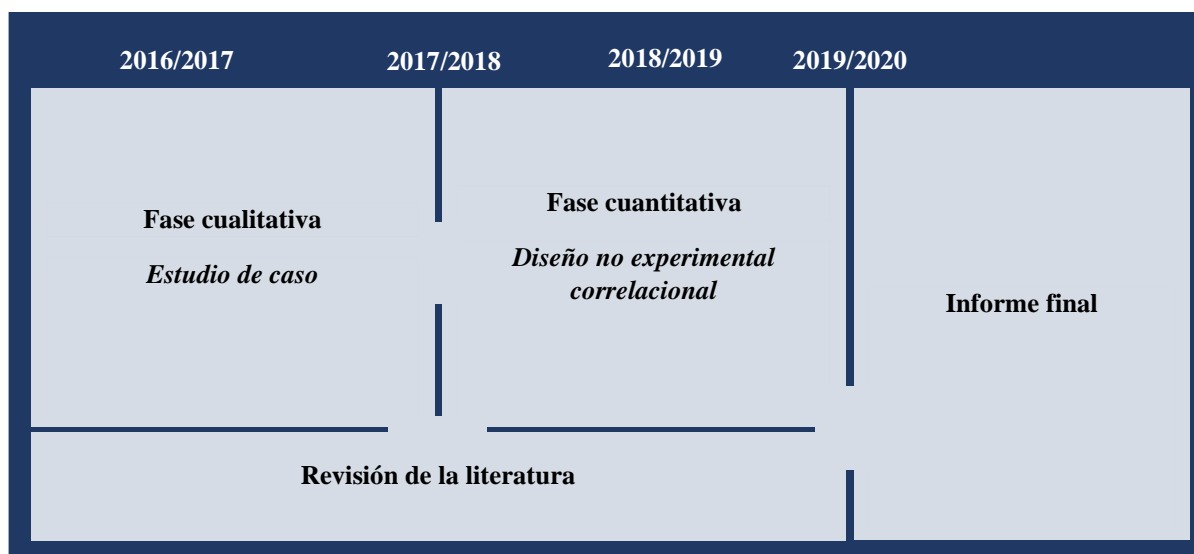 2016/2017
2017/2018
2018/2019
2019/2020
Fase cualitativa
Estudio de caso
Fase cuantitativa
Diseño no experimental
correlacional
Informe final
Revisión de la literatura